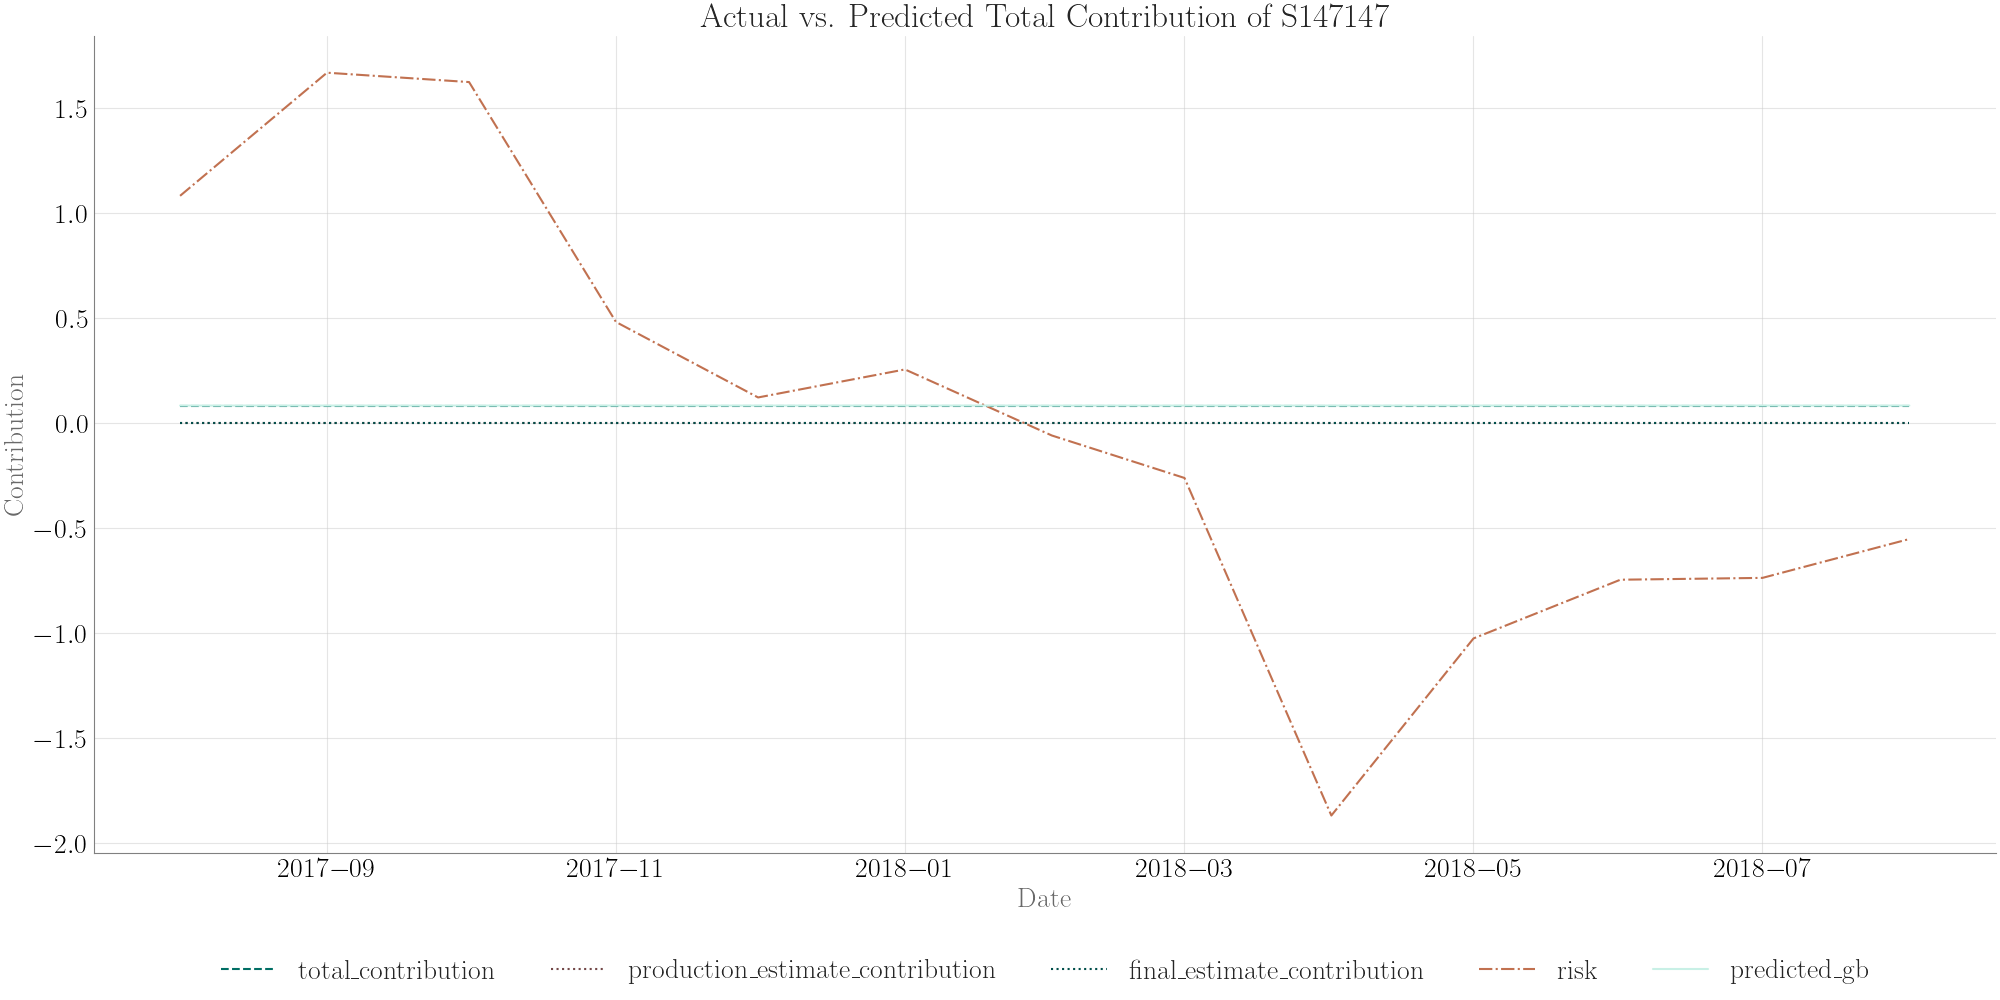 Actual vs. Predicted Total Contribution of S147147
1.5
1.0
0.5
0.0
−0.5
−1.0
−1.5
−2.0
Contribution
2017−09 2017−11 2018−01 2018−03 2018−05 2018−07
Date
total_contribution production_estimate_contribution final_estimate_contribution risk predicted_gb